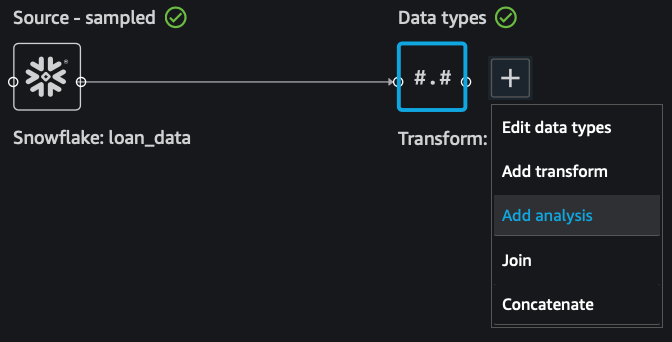 Source - sampled
Data types
#.#
Snowflake: loan_data
Transform:
Edit data types
Add transform
Add analysis
Join
Concatenate